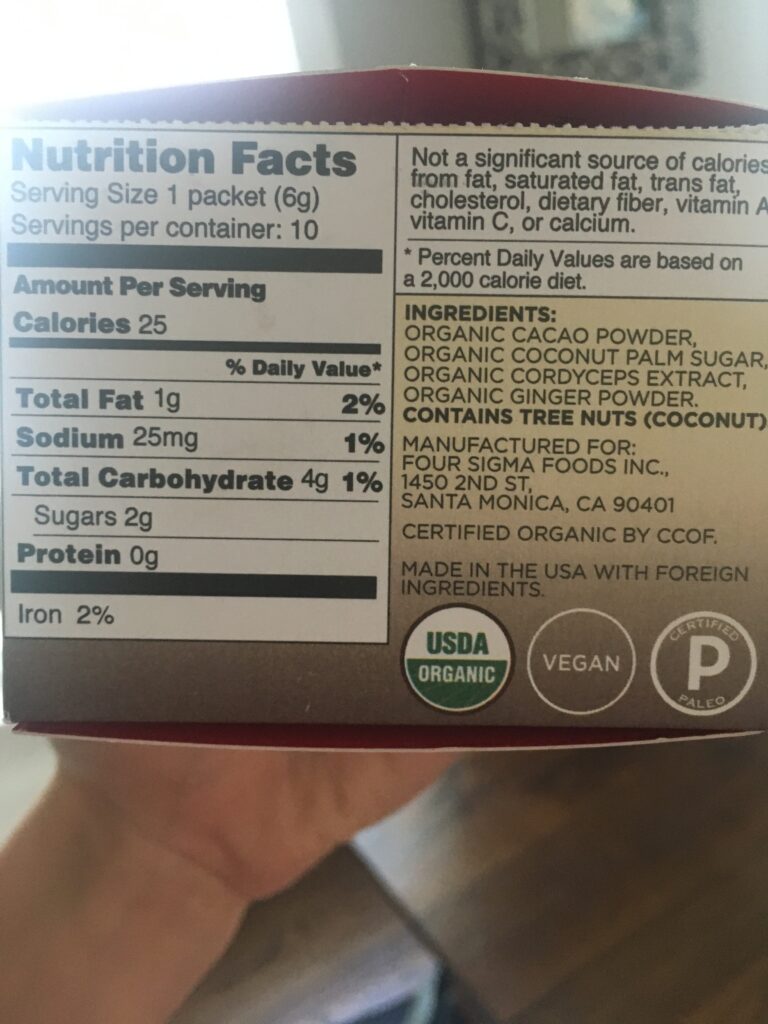 Nutrition Facts
Serving Size 1 packet (6g)
Servings per container: 10
Amount Per Serving
Calories 25
% Daily Value*
Total Fat 1g 2%
Sodium 25mg 1%
Total Carbohydrate 4g 1%
Sugars 2g
Protein 0g
Iron 2%
Not a significant source of calories
from fat, saturated fat, trans fat,
cholesterol, dietary fiber, vitamin A
vitamin C, or calcium.
* Percent Daily Values are based on
a 2,000 calorie diet.
INGREDIENTS:
ORGANIC CACAO POWDER,
ORGANIC COCONUT PALM SUGAR,
ORGANIC CORDYCEPS EXTRACT,
ORGANIC GINGER POWDER.
CONTAINS TREE NUTS (COCONUT)
MANUFACTURED FOR:
FOUR SIGMA FOODS INC.,
1450 2ND ST,
SANTA MONICA, CA 90401
CERTIFIED ORGANIC BY CCOF.
MADE IN THE USA WITH FOREIGN
INGREDIENTS.
USDA
ORGANIC
VEGAN
CERTIFIED
P
PALEO